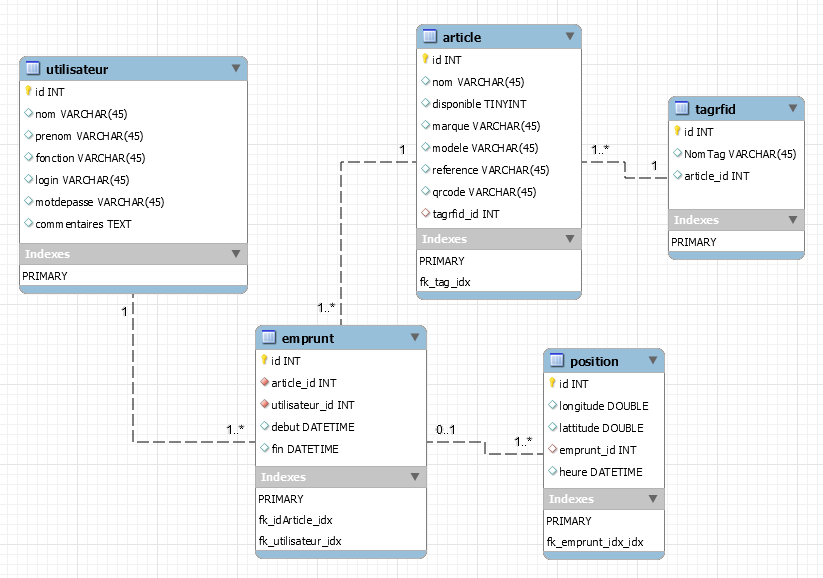 utilisateur
id INT
nom VARCHAR(45)
prenom VARCHAR(45)
fonction VARCHAR(45)
login VARCHAR(45)
motdepasse VARCHAR(45)
commentaires TEXT
Indexes
PRIMARY
article
id INT
nom VARCHAR(45)
disponible TINYINT
marque VARCHAR(45)
modele VARCHAR(45)
reference VARCHAR(45)
qrcode VARCHAR(45)
tagrfid_id INT
Indexes
PRIMARY
fk_tag_idx
tagrfid
id INT
NomTag VARCHAR(45)
article_id INT
Indexes
PRIMARY
1
1..*
1..*
1
1
1..*
emprunt
id INT
article_id INT
utilisateur_id INT
debut DATETIME
fin DATETIME
Indexes
PRIMARY
fk_idArticle_idx
fk_utilisateur_idx
0..1
1..*
position
id INT
longitude DOUBLE
lattitude DOUBLE
emprunt_id INT
heure DATETIME
Indexes
PRIMARY
fk_emprunt_idx_idx